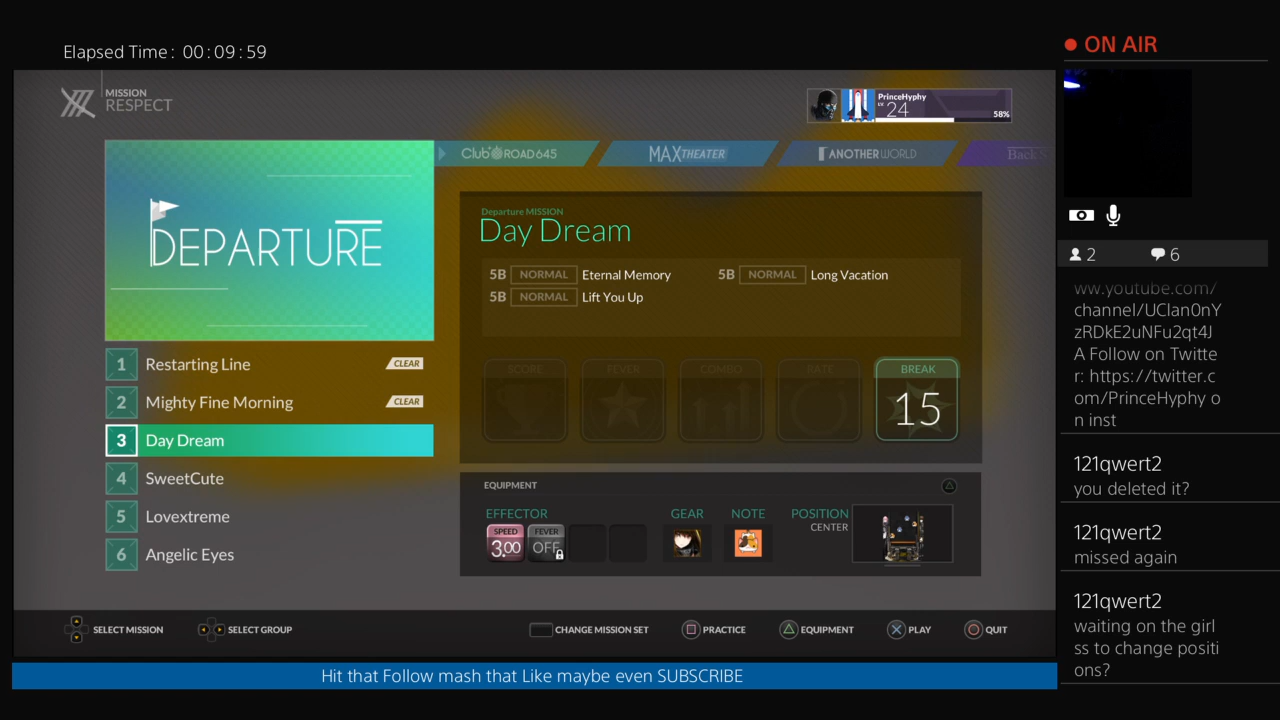 Elapsed Time: 00:09:59
ON AIR
MISSION
RESPECT
PrinceHyphy
LV. 24
58%
Club ROAD645
MAX THEATER
ANOTHER WORLD
Back S
DEPARTURE
Departure MISSION
Day Dream
5B NORMAL Eternal Memory
5B NORMAL Long Vacation
5B NORMAL Lift You Up
1 Restarting Line CLEAR
2 Mighty Fine Morning CLEAR
3 Day Dream
4 SweetCute
5 Lovextreme
6 Angelic Eyes
SCORE
FEVER
COMBO
RATE
BREAK
15
EQUIPMENT
EFFECTOR
SPEED
3.00
FEVER
OFF
GEAR
NOTE
POSITION
CENTER
SELECT MISSION
SELECT GROUP
CHANGE MISSION SET
PRACTICE
EQUIPMENT
PLAY
QUIT
Hit that Follow mash that Like maybe even SUBSCRIBE
2
6
ww.youtube.com/
channel/UClan0nY
zRDkE2uNFu2qt4J
A Follow on Twitte
r: https://twitter.c
om/PrinceHyphy o
n inst
121qwert2
you deleted it?
121qwert2
missed again
121qwert2
waiting on the girl
ss to change positi
ons?